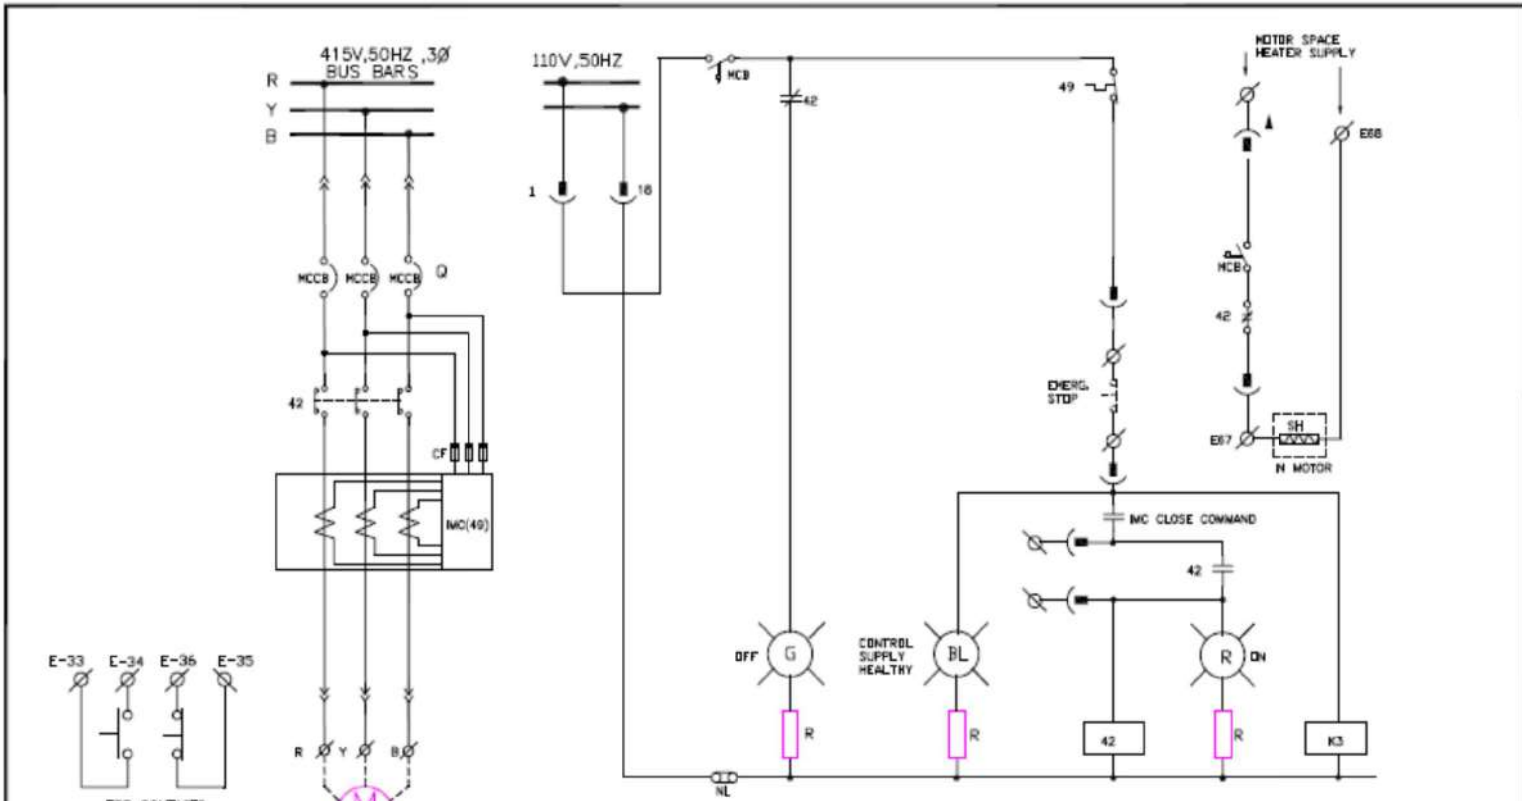 415V,50HZ ,3Ø
BUS BARS
R
Y
B
110V,50HZ
MCB
42
49
MOTOR SPACE
HEATER SUPPLY
E68
1
18
MCCB
MCCB
MCCB
Q
MCB
42
42
EMERG.
STOP
CF
IMC(49)
E67
SH
IN MOTOR
IMC CLOSE COMMAND
42
E-33
E-34
E-36
E-35
OFF
G
CONTROL
SUPPLY
HEALTHY
BL
R
ON
R
R
42
R
K3
R
Y
B
NL
M